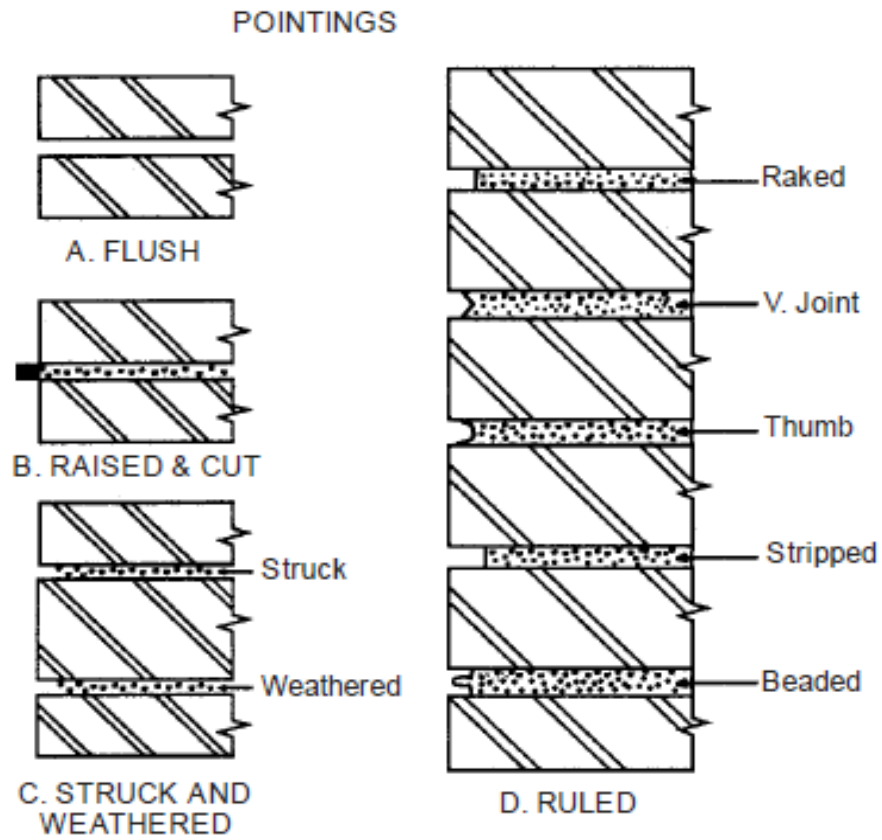 POINTINGS
A. FLUSH
B. RAISED & CUT
Struck
Weathered
C. STRUCK AND
WEATHERED
Raked
V. Joint
Thumb
Stripped
Beaded
D. RULED